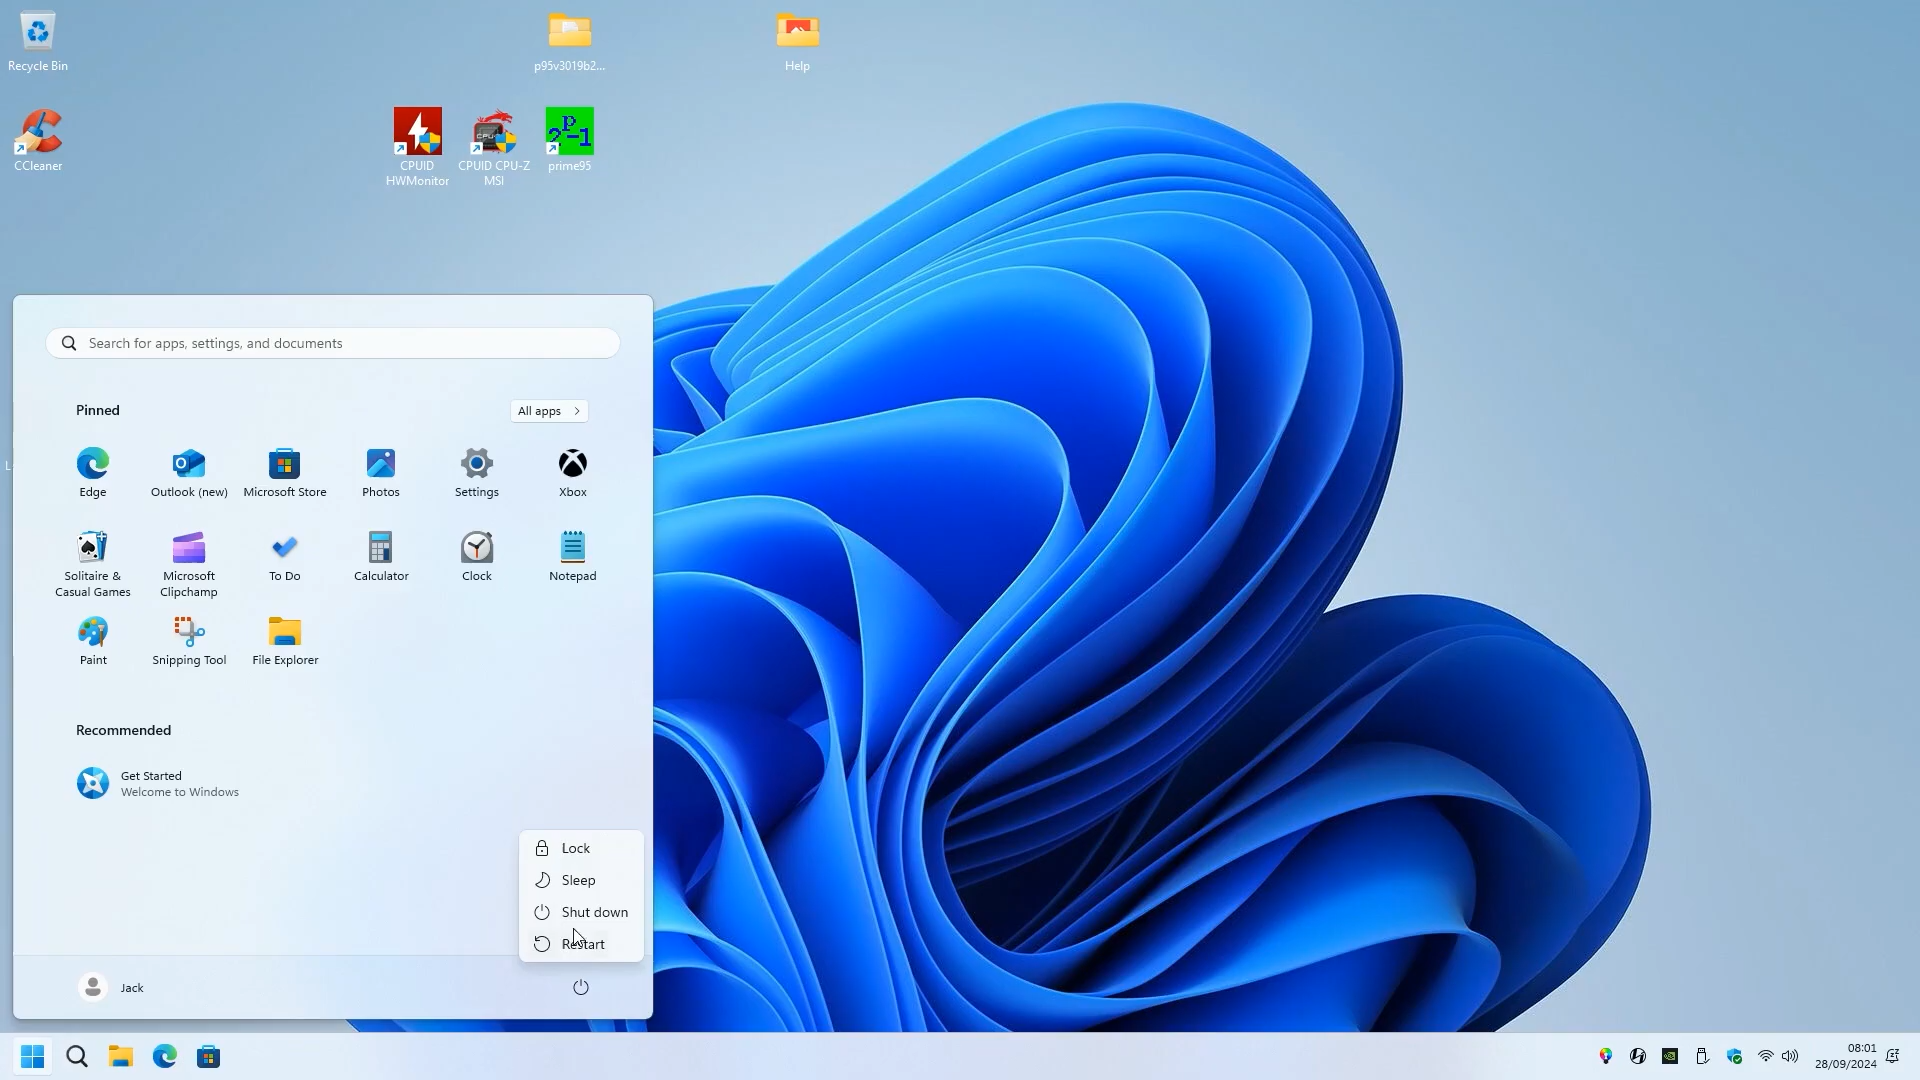 Recycle Bin
p95v3019b2...
Help
CCleaner
CPUID
HWMonitor
CPUID CPU-Z
MSI
prime95
Search for apps, settings, and documents
Pinned
All apps
Edge
Outlook (new)
Microsoft Store
Photos
Settings
Xbox
Solitaire &
Casual Games
Microsoft
Clipchamp
To Do
Calculator
Clock
Notepad
Paint
Snipping Tool
File Explorer
Recommended
Get Started
Welcome to Windows
Lock
Sleep
Shut down
Restart
Jack
08:01
28/09/2024